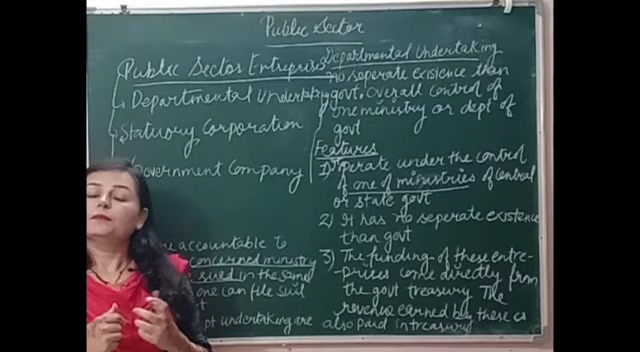 Public Sector
Public Sector Entreprises
Departmental Undertaking
Statuory Corporation
Government Company
accountable to
concerned ministry
sued in the same
one can file suit
undertaking are
Departmental Undertaking
no seperate existence than
govt. Overall control of
one ministry or dept of
govt
Features
1) Operate under the control
of one of ministries of Central
or state govt
2) It has no seperate existence
than govt
3) The funding of these entre-
-prices come directly from
the govt treasury. The
revenue earned by these is
also paid in treasury